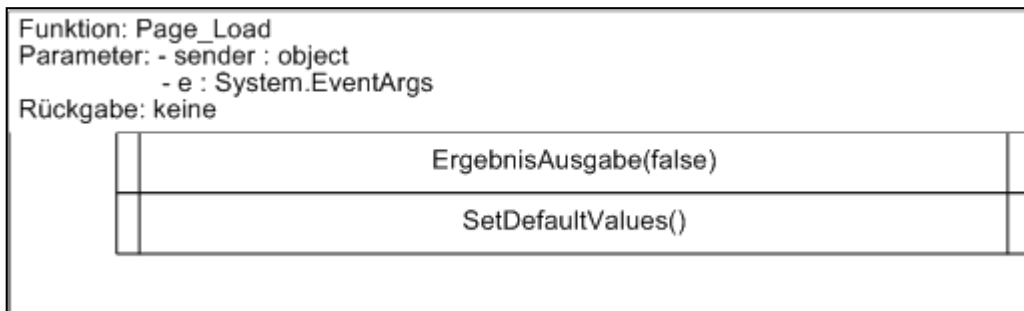 Funktion: Page_Load
Parameter: - sender : object
- e : System.EventArgs
Rückgabe: keine
ErgebnisAusgabe(false)
SetDefaultValues()